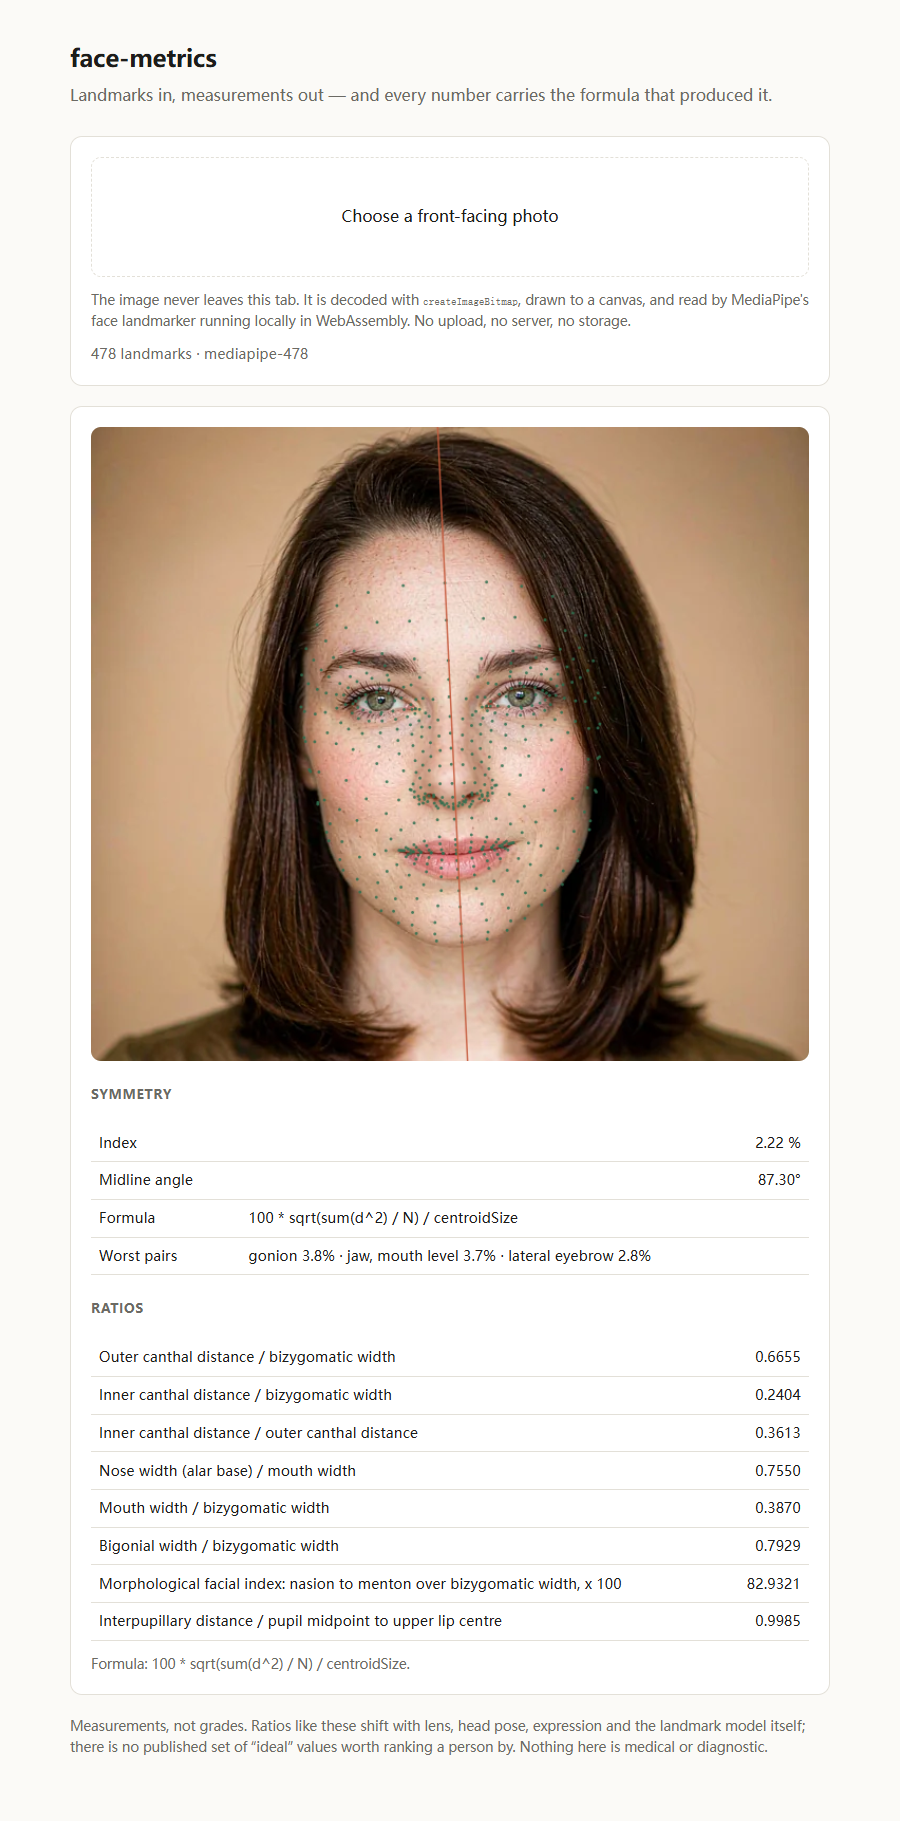 face-metrics
Landmarks in, measurements out — and every number carries the formula that produced it.
Choose a front-facing photo
The image never leaves this tab. It is decoded with createImageBitmap, drawn to a canvas, and read by MediaPipe's
face landmarker running locally in WebAssembly. No upload, no server, no storage.
478 landmarks · mediapipe-478
SYMMETRY
Index 2.22 %
Midline angle 87.30°
Formula 100 * sqrt(sum(d^2) / N) / centroidSize
Worst pairs gonion 3.8% · jaw, mouth level 3.7% · lateral eyebrow 2.8%
RATIOS
Outer canthal distance / bizygomatic width 0.6655
Inner canthal distance / bizygomatic width 0.2404
Inner canthal distance / outer canthal distance 0.3613
Nose width (alar base) / mouth width 0.7550
Mouth width / bizygomatic width 0.3870
Bigonial width / bizygomatic width 0.7929
Morphological facial index: nasion to menton over bizygomatic width, x 100 82.9321
Interpupillary distance / pupil midpoint to upper lip centre 0.9985
Formula: 100 * sqrt(sum(d^2) / N) / centroidSize.
Measurements, not grades. Ratios like these shift with lens, head pose, expression and the landmark model itself;
there is no published set of “ideal” values worth ranking a person by. Nothing here is medical or diagnostic.